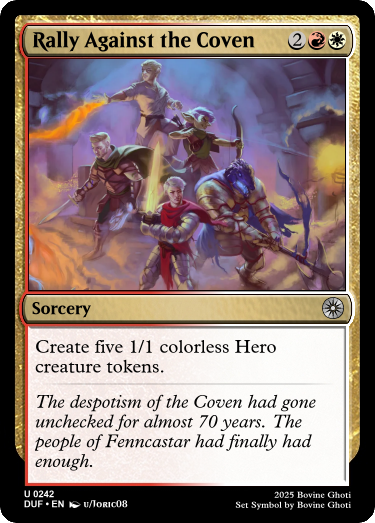 Rally Against the Coven 2
Sorcery
Create five 1/1 colorless Hero
creature tokens.
The despotism of the Coven had gone
unchecked for almost 70 years. The
people of Fenncastar had finally had
enough.
U 0242
DUF • EN u/Joric08
2025 Bovine Ghoti
Set Symbol by Bovine Ghoti